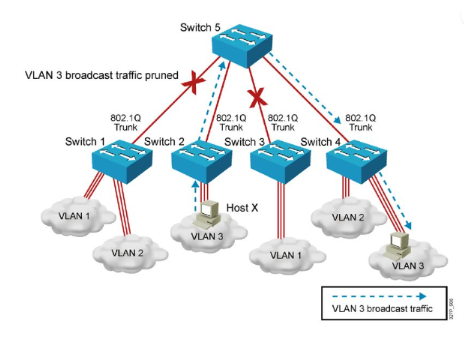 Switch 5
VLAN 3 broadcast traffic pruned
802.1Q
Trunk
802.1Q
Trunk
802.1Q
Trunk
802.1Q
Trunk
Switch 1
Switch 2
Switch 3
Switch 4
Host X
VLAN 1
VLAN 2
VLAN 3
VLAN 1
VLAN 2
VLAN 3
VLAN 3 broadcast traffic